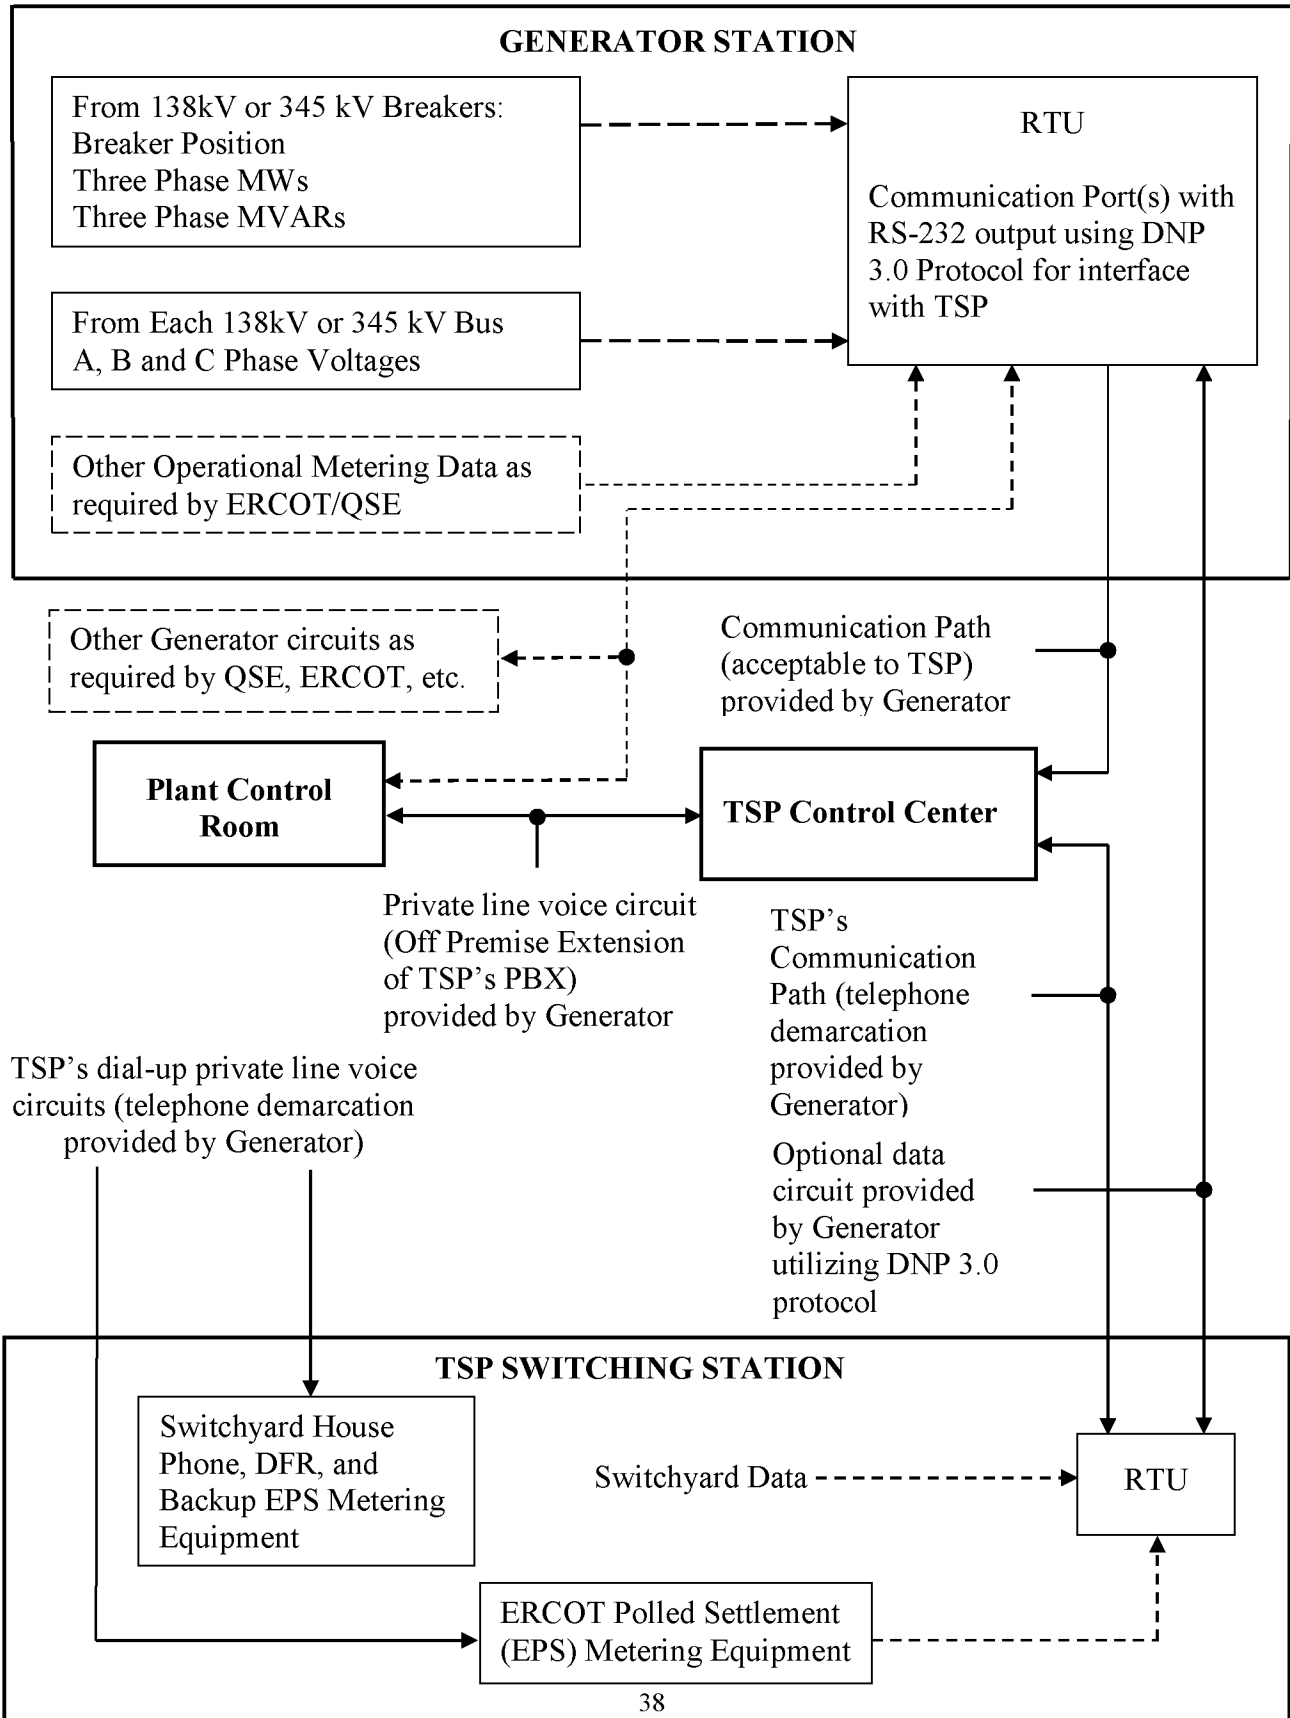 GENERATOR STATION
From 138kV or 345 kV Breakers:
Breaker Position
Three Phase MWs
Three Phase MVARs
RTU
Communication Port(s) with
RS-232 output using DNP
3.0 Protocol for interface
with TSP
From Each 138kV or 345 kV Bus
A, B and C Phase Voltages
Other Operational Metering Data as
required by ERCOT/QSE
Other Generator circuits as
required by QSE, ERCOT, etc.
Communication Path
(acceptable to TSP)
provided by Generator
Plant Control
Room
TSP Control Center
Private line voice circuit
(Off Premise Extension
of TSP’s PBX)
provided by Generator
TSP’s
Communication
Path (telephone
demarcation
provided by
Generator)
TSP’s dial-up private line voice
circuits (telephone demarcation
provided by Generator)
Optional data
circuit provided
by Generator
utilizing DNP 3.0
protocol
TSP SWITCHING STATION
Switchyard House
Phone, DFR, and
Backup EPS Metering
Equipment
Switchyard Data
RTU
ERCOT Polled Settlement
(EPS) Metering Equipment
38